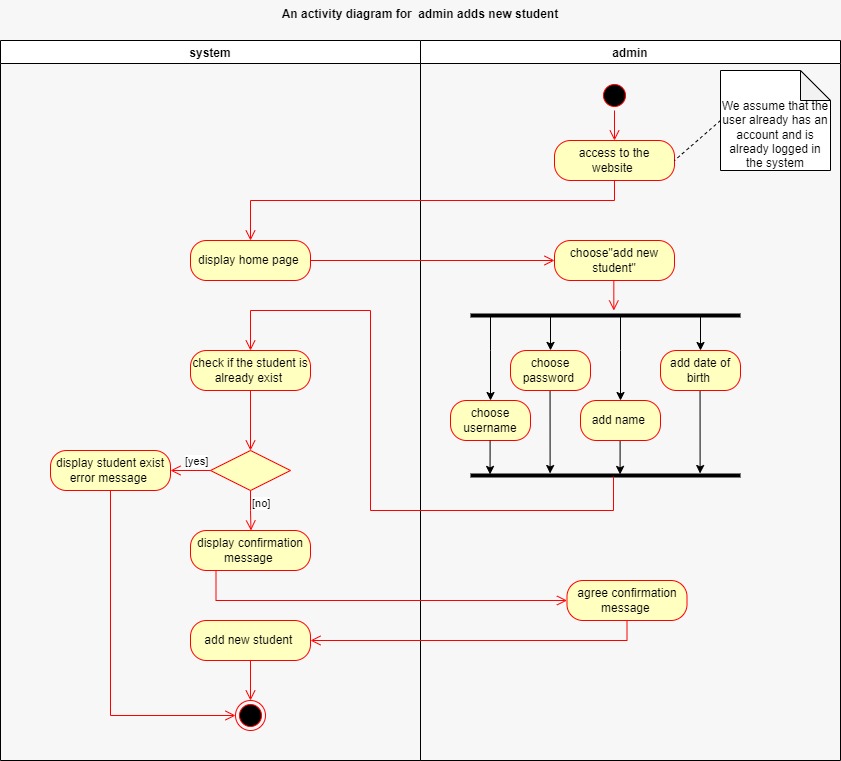 An activity diagram for  admin adds new student
system
admin
We assume that the
user already has an
account and is
already logged in
the system
access to the
website
display home page
choose"add new
student"
check if the student is
already exist
choose
password
add date of
birth
choose
username
add name
display student exist
error message
[yes]
[no]
display confirmation
message
agree confirmation
message
add new student